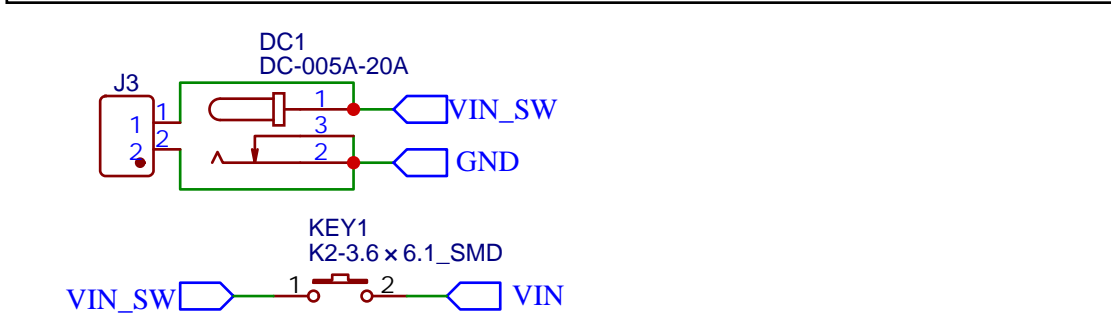 DC1
DC-005A-20A
J3
1
1
2
2
1
3
2
VIN_SW
GND
KEY1
K2-3.6×6.1_SMD
VIN_SW
1
2
VIN